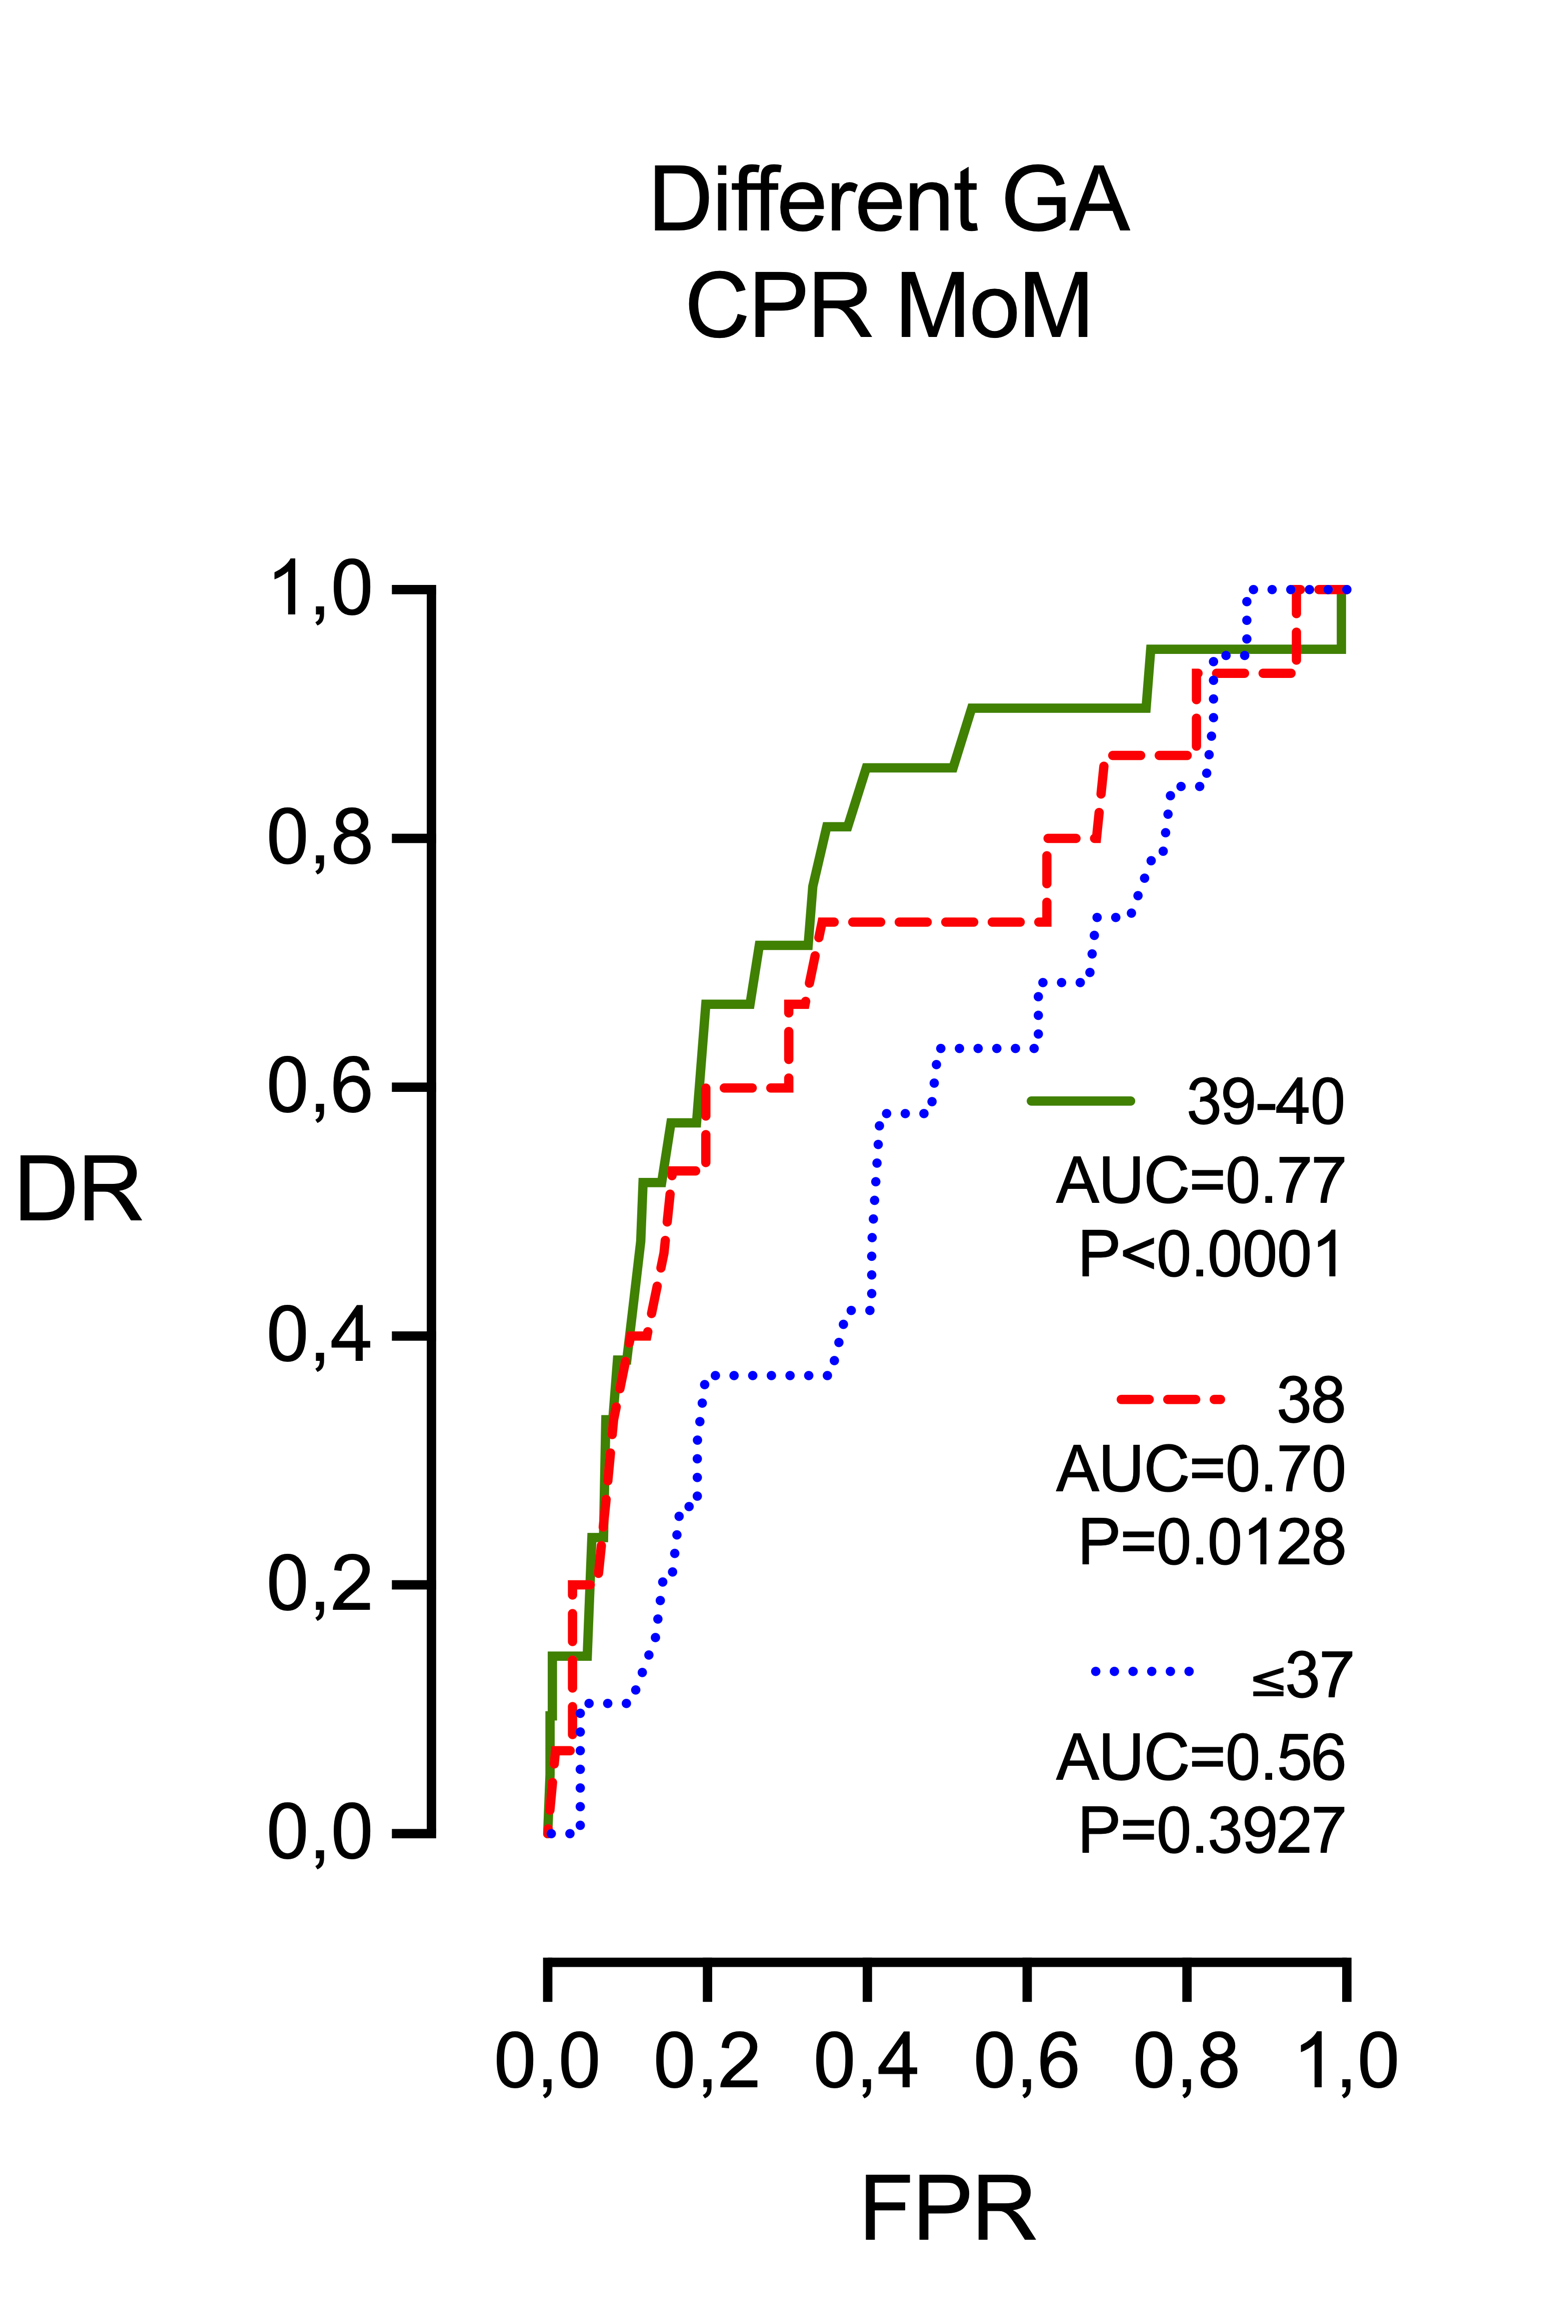 Different GA
CPR MoM
1,0
0,8
0,6
0,4
0,2
0,0
DR
39-40
AUC=0.77
P<0.0001
38
AUC=0.70
P=0.0128
≤37
AUC=0.56
P=0.3927
0,0 0,2 0,4 0,6 0,8 1,0
FPR